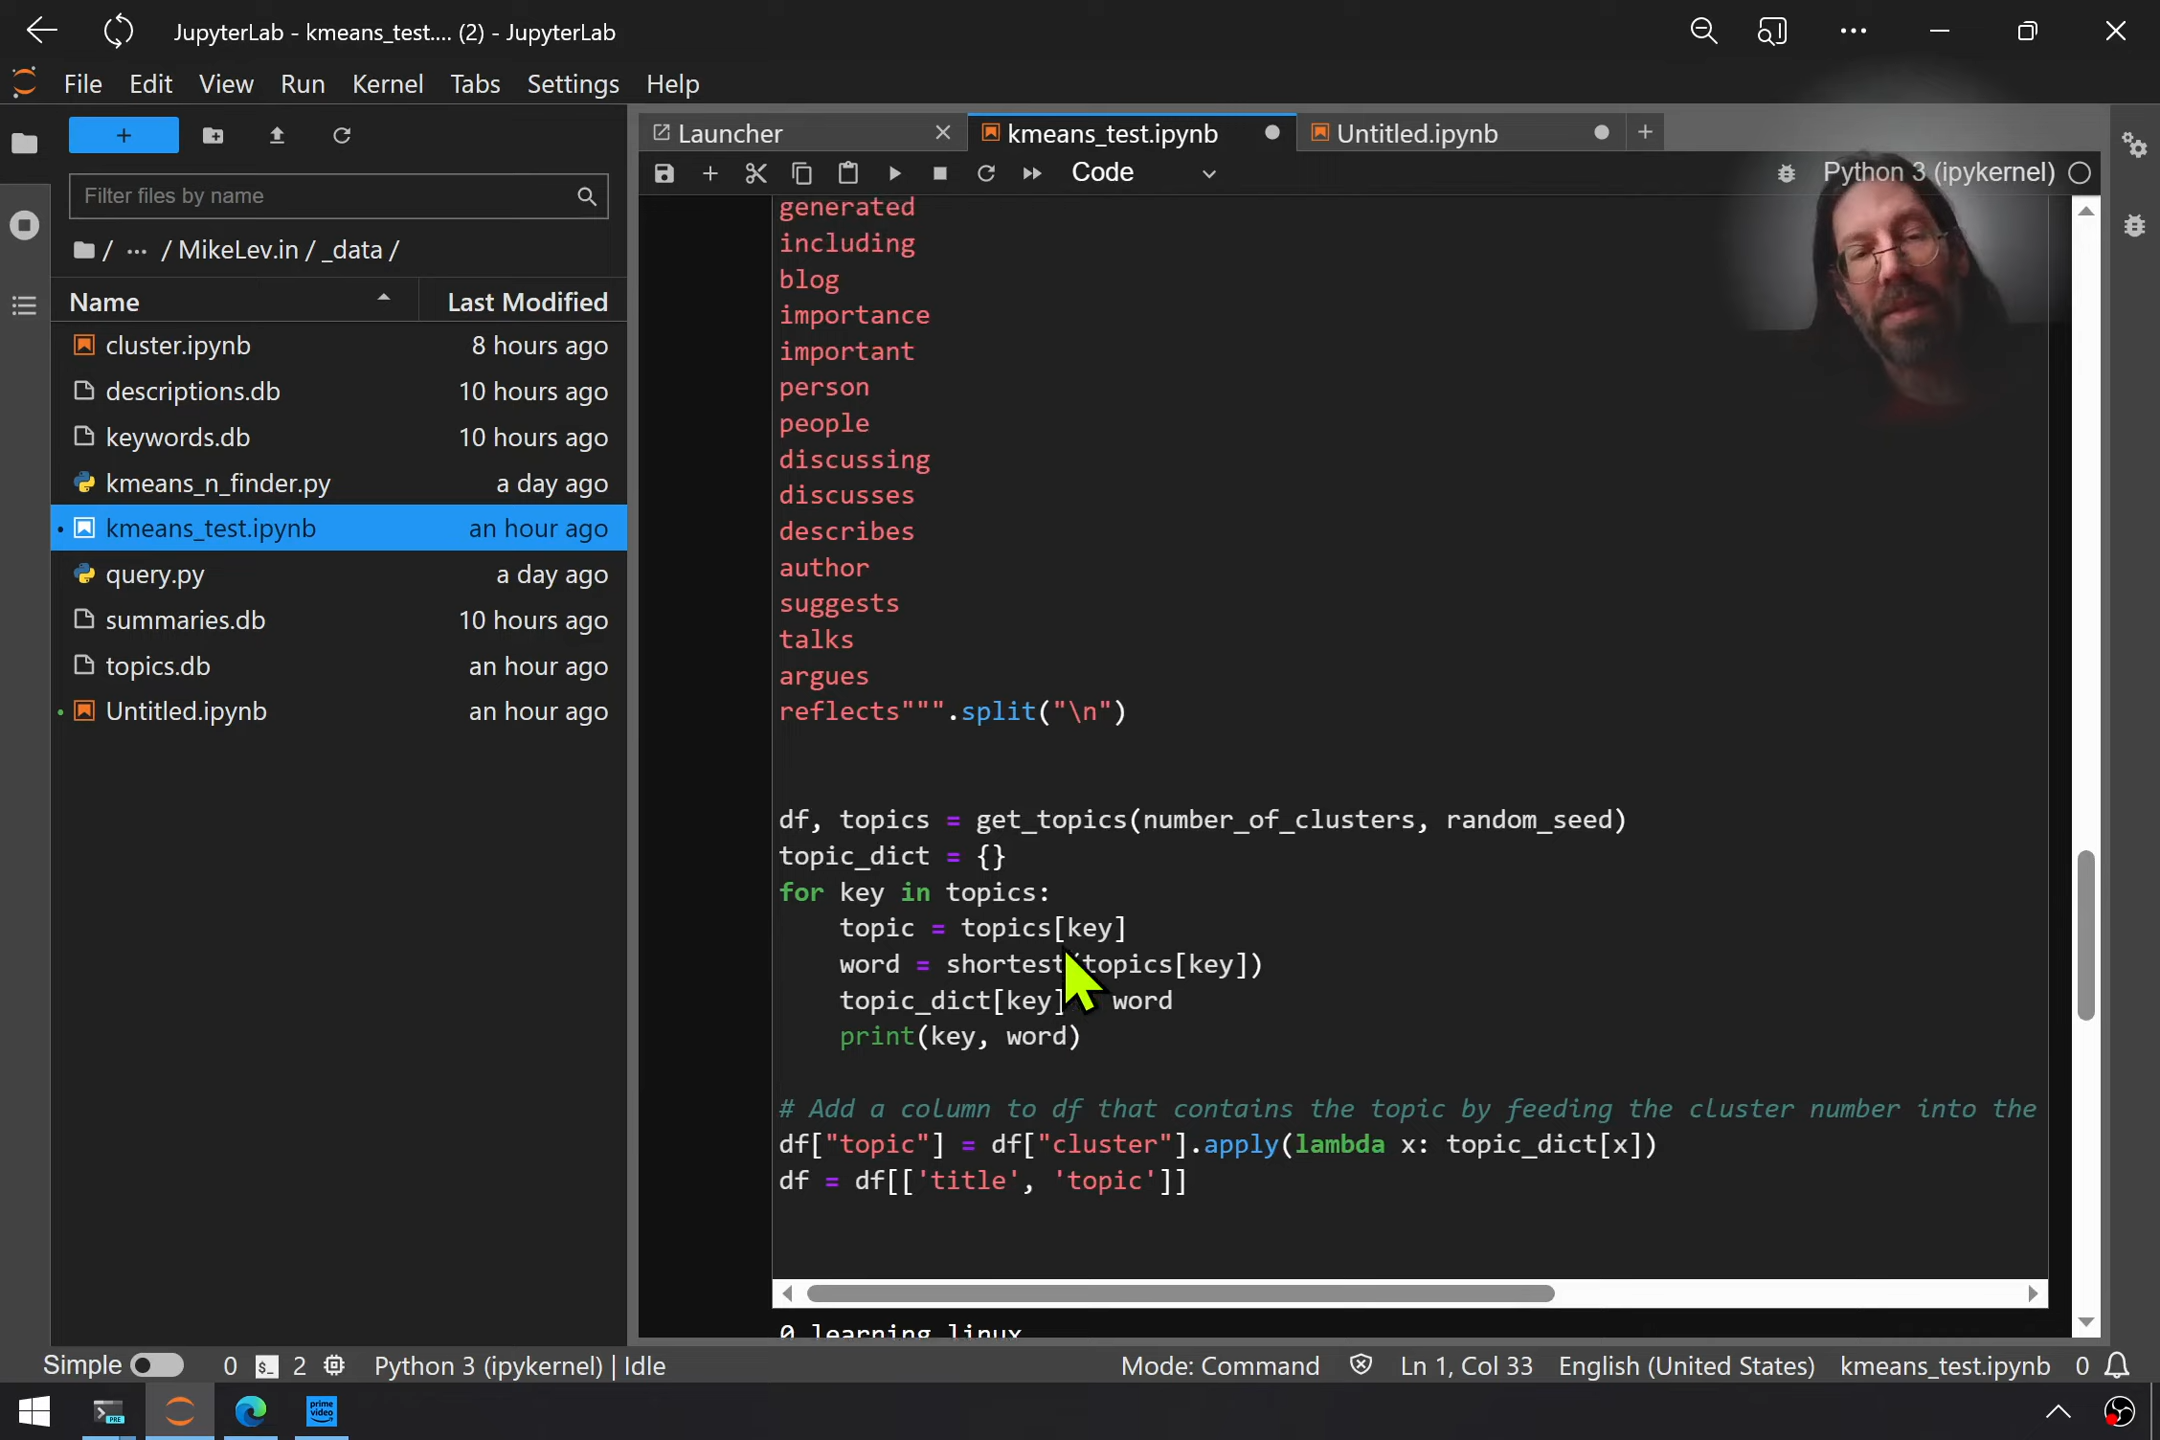 JupyterLab - kmeans_test.... (2) - JupyterLab
File Edit View Run Kernel Tabs Settings Help
+
Launcher
kmeans_test.ipynb
Untitled.ipynb
Code
Python 3 (ipykernel)
Filter files by name
/ ··· / MikeLev.in / _data /
Name Last Modified
cluster.ipynb 8 hours ago
descriptions.db 10 hours ago
keywords.db 10 hours ago
kmeans_n_finder.py a day ago
kmeans_test.ipynb an hour ago
query.py a day ago
summaries.db 10 hours ago
topics.db an hour ago
Untitled.ipynb an hour ago
generated
including
blog
importance
important
person
people
discussing
discusses
describes
author
suggests
talks
argues
reflects""".split("\n")
df, topics = get_topics(number_of_clusters, random_seed)
topic_dict = {}
for key in topics:
    topic = topics[key]
    word = shortest(topics[key])
    topic_dict[key] word
    print(key, word)
# Add a column to df that contains the topic by feeding the cluster number into the
df["topic"] = df["cluster"].apply(lambda x: topic_dict[x])
df = df[['title', 'topic']]
0 learning linux
Simple 0 2 Python 3 (ipykernel) | Idle
Mode: Command Ln 1, Col 33 English (United States) kmeans_test.ipynb 0
PRE
prime video